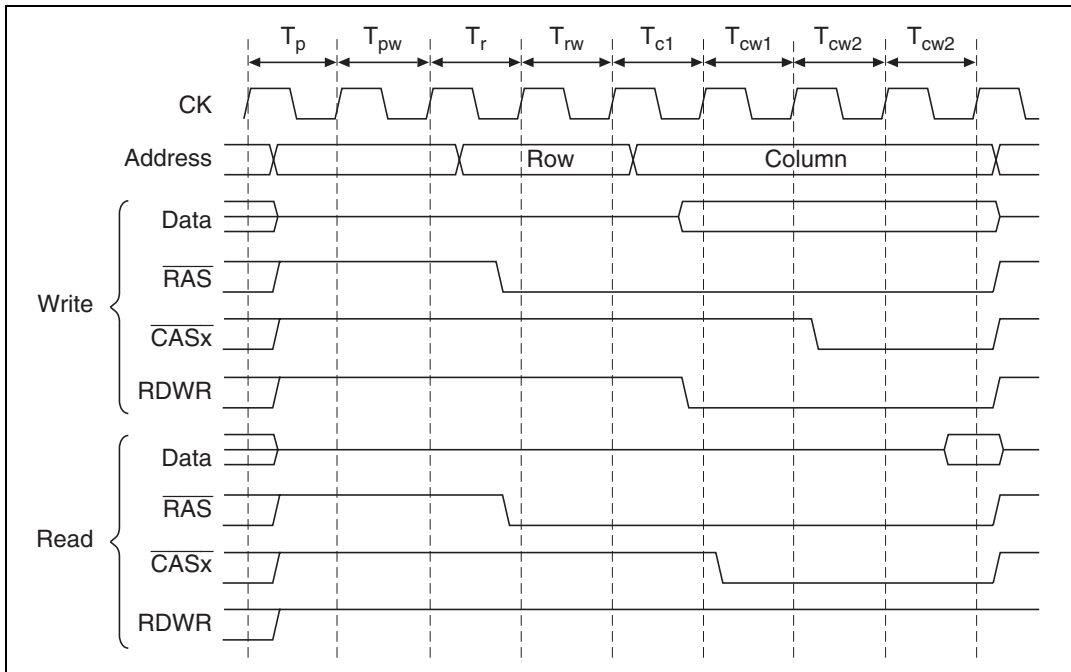 Tp Tpw Tr Trw Tc1 Tcw1 Tcw2 Tcw2
CK
Address Row Column
Write
Data
RAS
CASx
RDWR
Read
Data
RAS
CASx
RDWR